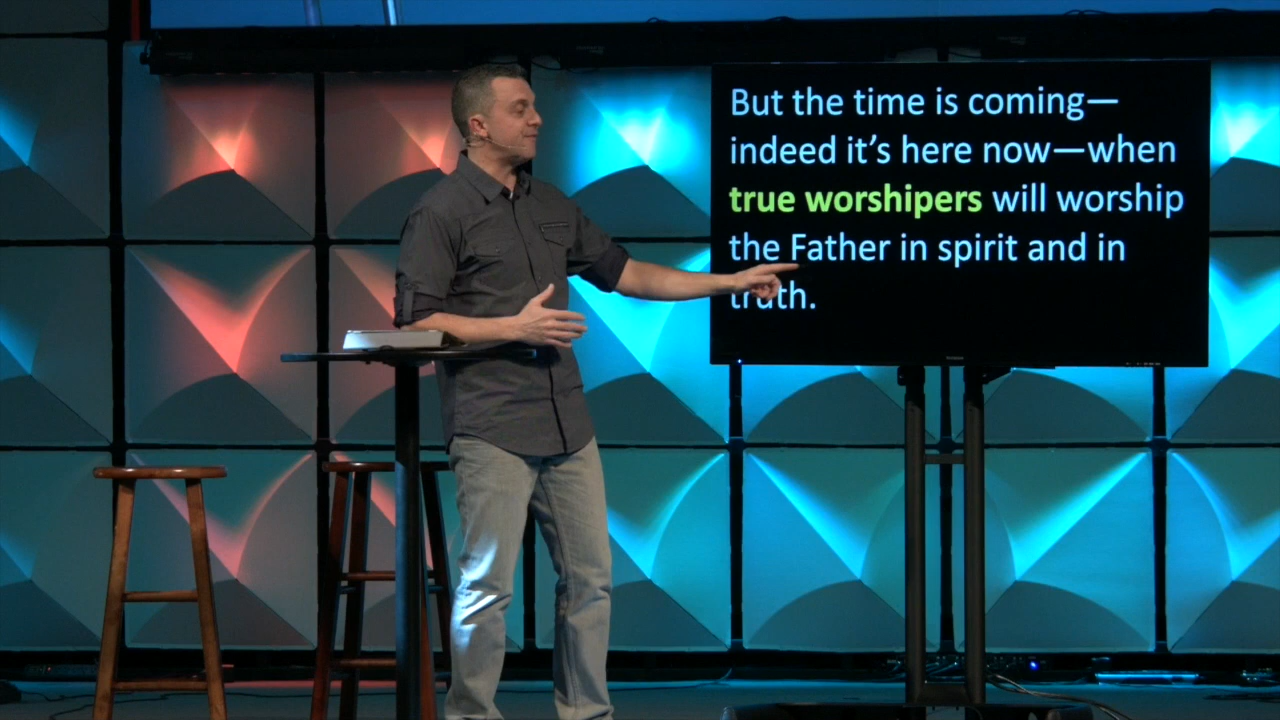 But the time is coming—
indeed it’s here now—when
true worshipers will worship
the Father in spirit and in
truth.